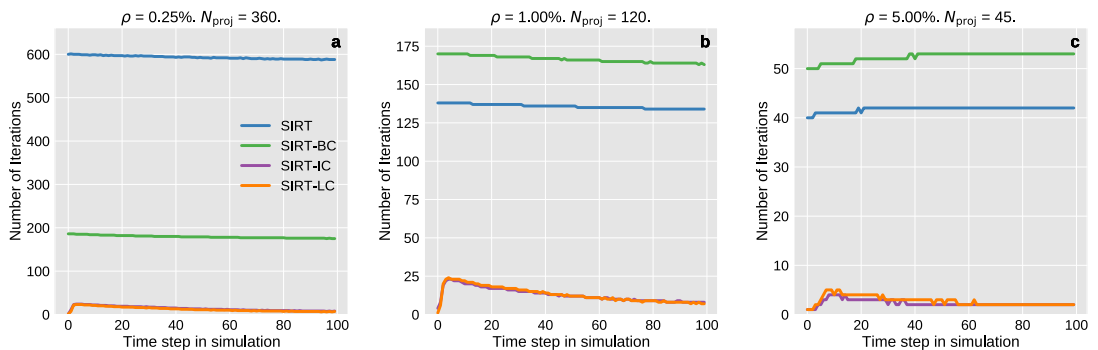 ρ = 0.25%. Nproj = 360.
a
Number of Iterations
600
500
400
300
200
100
0
SIRT
SIRT-BC
SIRT-IC
SIRT-LC
0 20 40 60 80 100
Time step in simulation
ρ = 1.00%. Nproj = 120.
b
Number of Iterations
175
150
125
100
75
50
25
0
0 20 40 60 80 100
Time step in simulation
ρ = 5.00%. Nproj = 45.
c
Number of Iterations
50
40
30
20
10
0
0 20 40 60 80 100
Time step in simulation